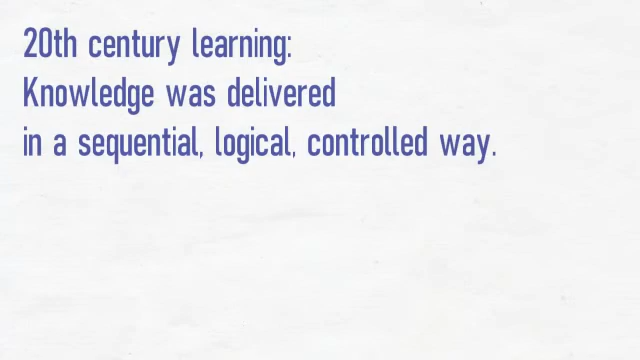 20th century learning:
Knowledge was delivered
in a sequential, logical, controlled way.